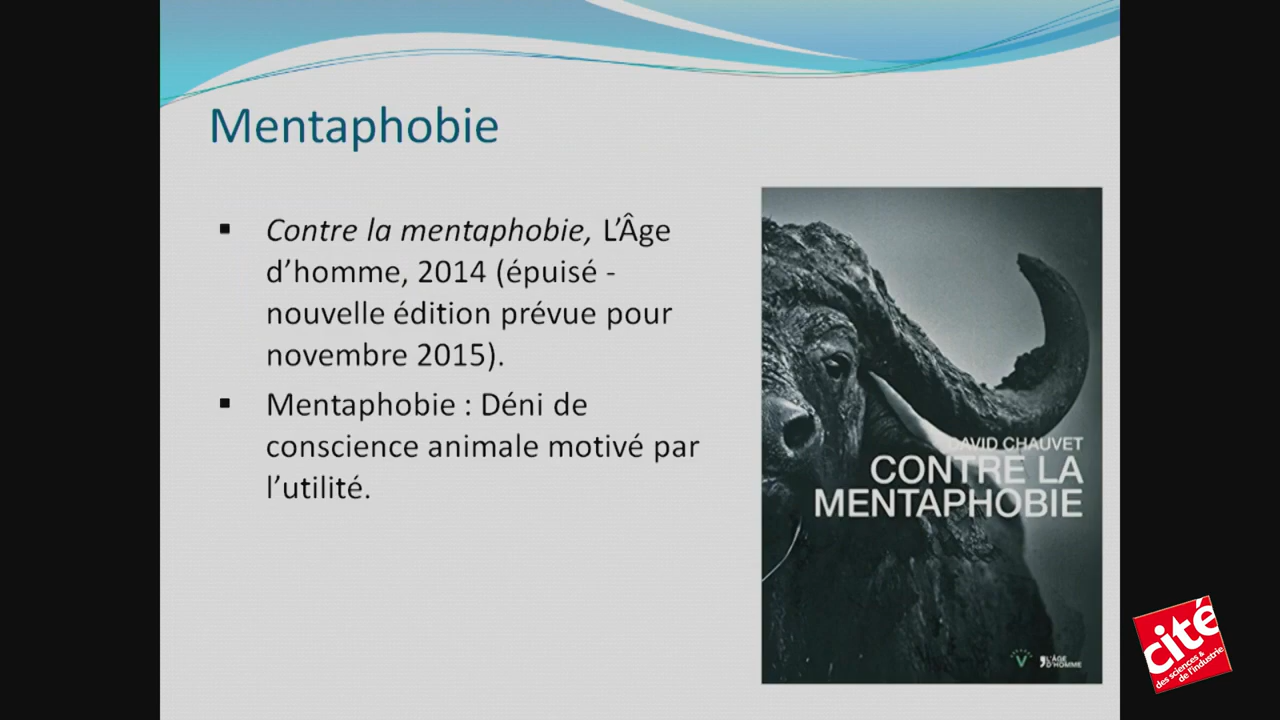 Mentaphobie
▪ Contre la mentaphobie, L’Âge
d’homme, 2014 (épuisé -
nouvelle édition prévue pour
novembre 2015).
▪ Mentaphobie : Déni de
conscience animale motivé par
l’utilité.
DAVID CHAUVET
CONTRE LA
MENTAPHOBIE
V
L'ÂGE
D'HOMME
cité
des sciences &
de l'industrie